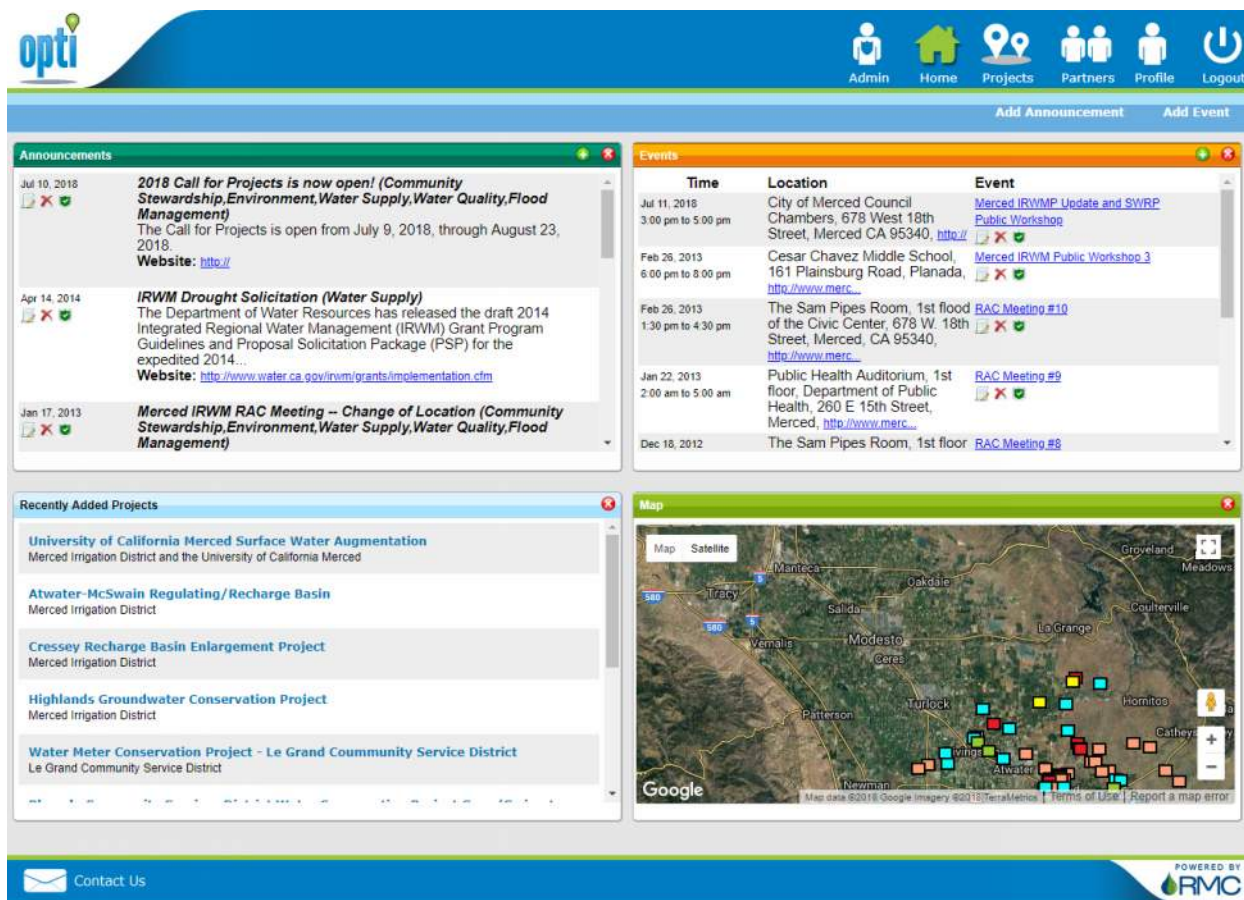 opti
Admin
Home
Projects
Partners
Profile
Logout
Add Announcement
Add Event
Announcements
Jul 10, 2018
2018 Call for Projects is now open! (Community
Stewardship,Environment,Water Supply,Water Quality,Flood
Management)
The Call for Projects is open from July 9, 2018, through August 23,
2018.
Website: http://
Apr 14, 2014
IRWM Drought Solicitation (Water Supply)
The Department of Water Resources has released the draft 2014
Integrated Regional Water Management (IRWM) Grant Program
Guidelines and Proposal Solicitation Package (PSP) for the
expedited 2014...
Website: http://www.water.ca.gov/irwm/grants/implementation.cfm
Jan 17, 2013
Merced IRWM RAC Meeting -- Change of Location (Community
Stewardship,Environment,Water Supply,Water Quality,Flood
Management)
Events
Time Location Event
Jul 11, 2018
3:00 pm to 5:00 pm
City of Merced Council
Chambers, 678 West 18th
Street, Merced CA 95340, http://
Merced IRWMP Update and SWRP
Public Workshop
Feb 26, 2013
6:00 pm to 8:00 pm
Cesar Chavez Middle School,
161 Plainsburg Road, Planada,
http://www.merc...
Merced IRWM Public Workshop 3
Feb 26, 2013
1:30 pm to 4:30 pm
The Sam Pipes Room, 1st flood
of the Civic Center, 678 W. 18th
Street, Merced, CA 95340,
http://www.merc...
RAC Meeting #10
Jan 22, 2013
2:00 am to 5:00 am
Public Health Auditorium, 1st
floor, Department of Public
Health, 260 E 15th Street,
Merced, http://www.merc...
RAC Meeting #9
Dec 18, 2012
The Sam Pipes Room, 1st floor
RAC Meeting #8
Recently Added Projects
University of California Merced Surface Water Augmentation
Merced Irrigation District and the University of California Merced
Atwater-McSwain Regulating/Recharge Basin
Merced Irrigation District
Cressey Recharge Basin Enlargement Project
Merced Irrigation District
Highlands Groundwater Conservation Project
Merced Irrigation District
Water Meter Conservation Project - Le Grand Coummunity Service District
Le Grand Community Service District
Map
Map Satellite
Groveland
Meadows
Manteca
Oakdale
5
580
Tracy
Salida
Coulterville
580
5
La Grange
Vernalis
Modesto
Ceres
Turlock
Hornitos
Patterson
Atwater
Newman
Google
Map data ©2018 Google Imagery ©2018 TerraMetrics
Terms of Use
Report a map error
Contact Us
POWERED BY
RMC